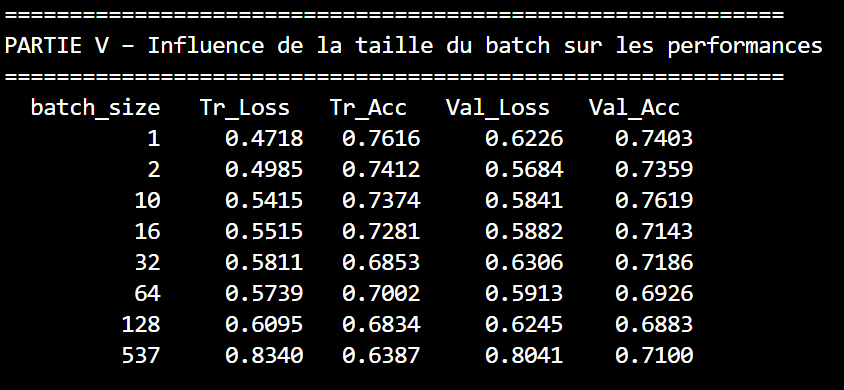 ============================================================
PARTIE V – Influence de la taille du batch sur les performances
============================================================
batch_size Tr_Loss Tr_Acc Val_Loss Val_Acc
1 0.4718 0.7616 0.6226 0.7403
2 0.4985 0.7412 0.5684 0.7359
10 0.5415 0.7374 0.5841 0.7619
16 0.5515 0.7281 0.5882 0.7143
32 0.5811 0.6853 0.6306 0.7186
64 0.5739 0.7002 0.5913 0.6926
128 0.6095 0.6834 0.6245 0.6883
537 0.8340 0.6387 0.8041 0.7100